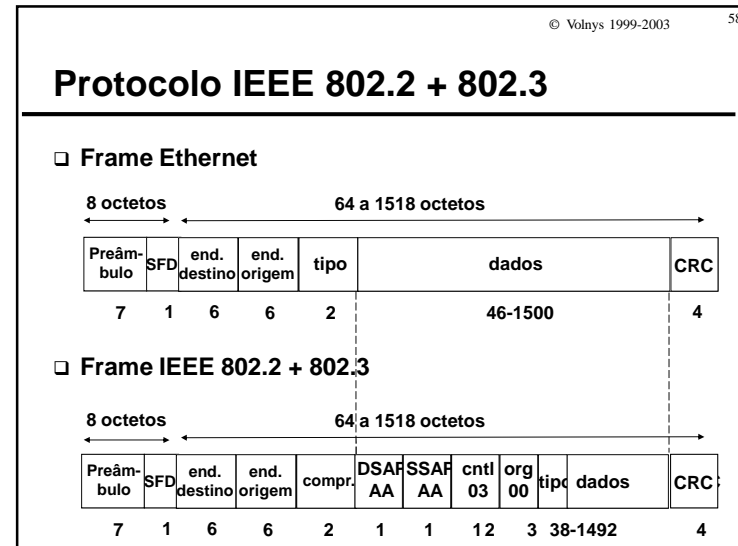 © Volnys 1999-2003
58
Protocolo IEEE 802.2 + 802.3
Frame Ethernet
8 octetos 64 a 1518 octetos
Preâm- SFD end. end. tipo dados CRC
bulo destino origem
7 1 6 6 2 46-1500 4
Frame IEEE 802.2 + 802.3
8 octetos 64 a 1518 octetos
Preâm- SFD end. end. compr. DSAP SSAP cntl org tipo dados CRC
bulo destino origem AA AA 03 00
7 1 6 6 2 1 1 12 3 38-1492 4